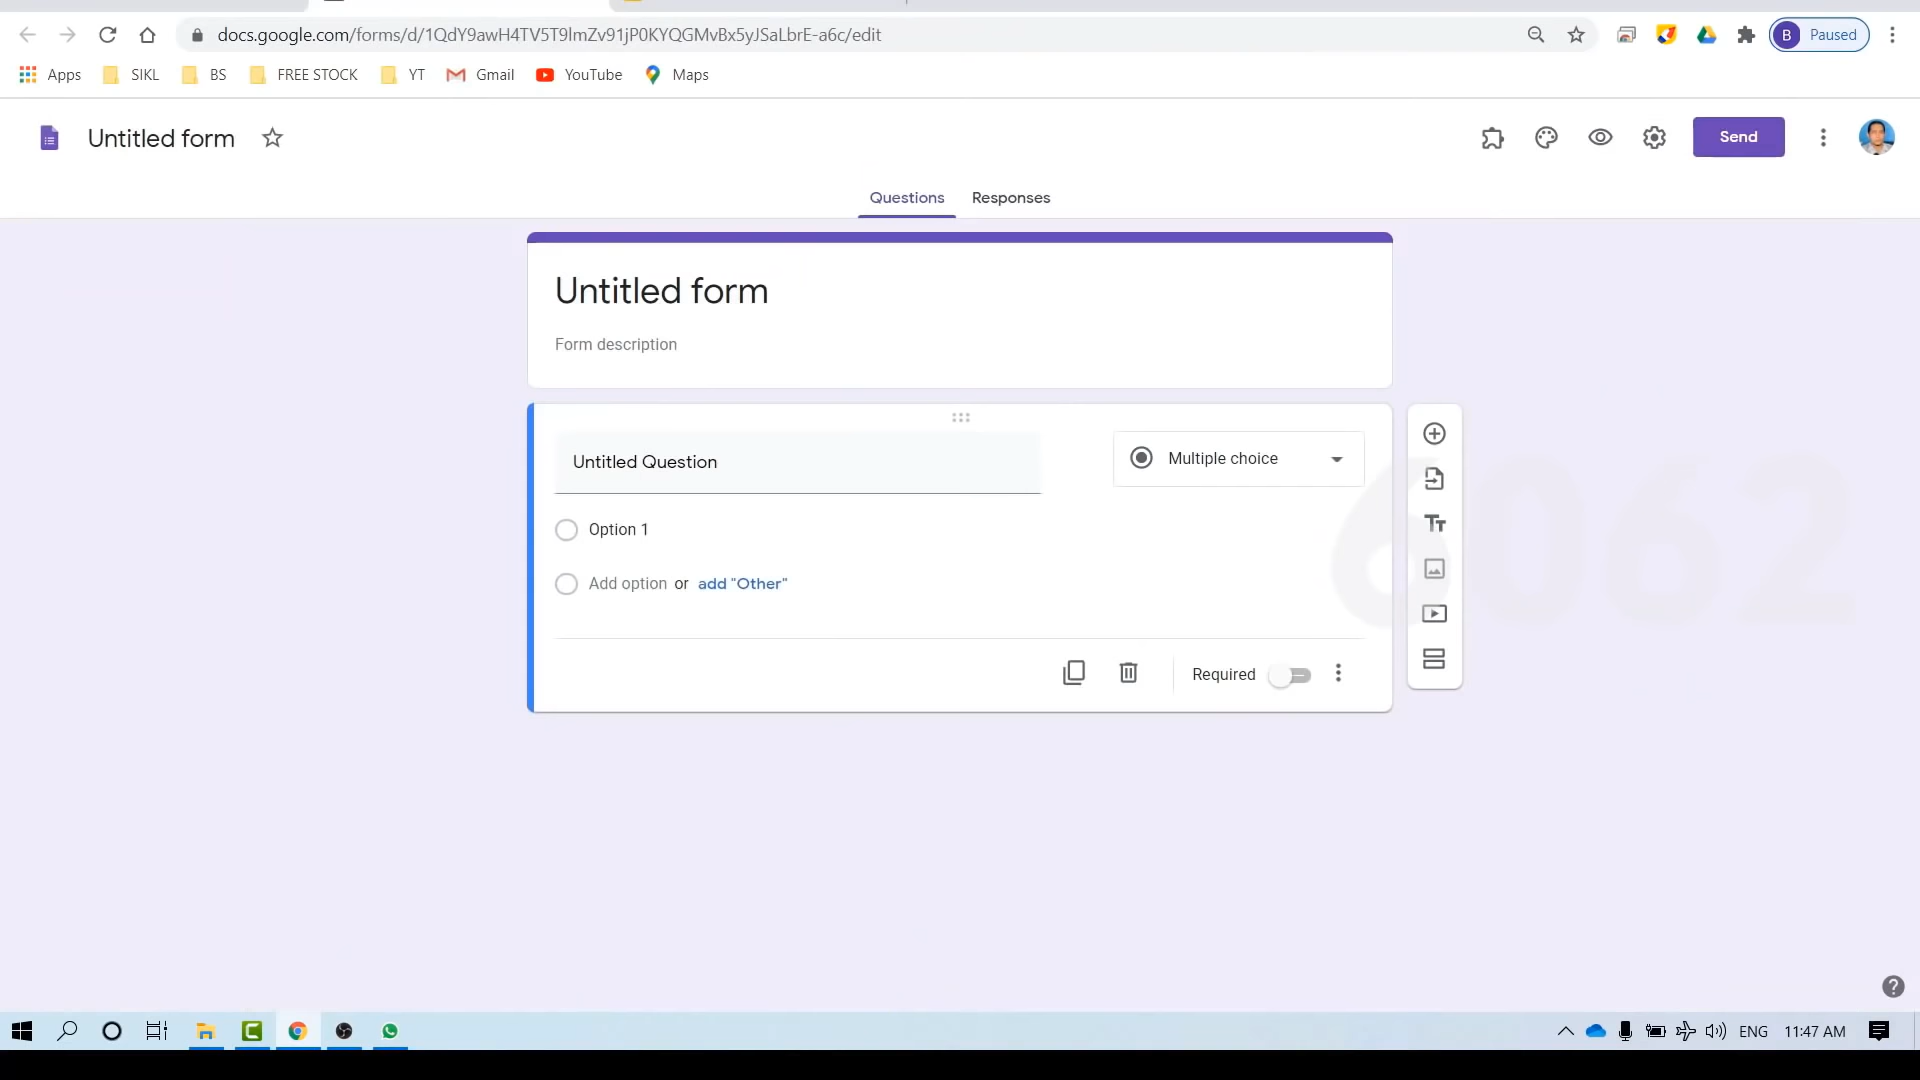 docs.google.com/forms/d/1QdY9awH4TV5T9lmZv91jP0KYQGMvBx5yJSaLbrE-a6c/edit
B Paused
Apps SIKL BS FREE STOCK YT Gmail YouTube Maps
Untitled form
Send
Questions Responses
Untitled form
Form description
Untitled Question
Multiple choice
Option 1
Add option or add "Other"
6062
Required
ENG 11:47 AM